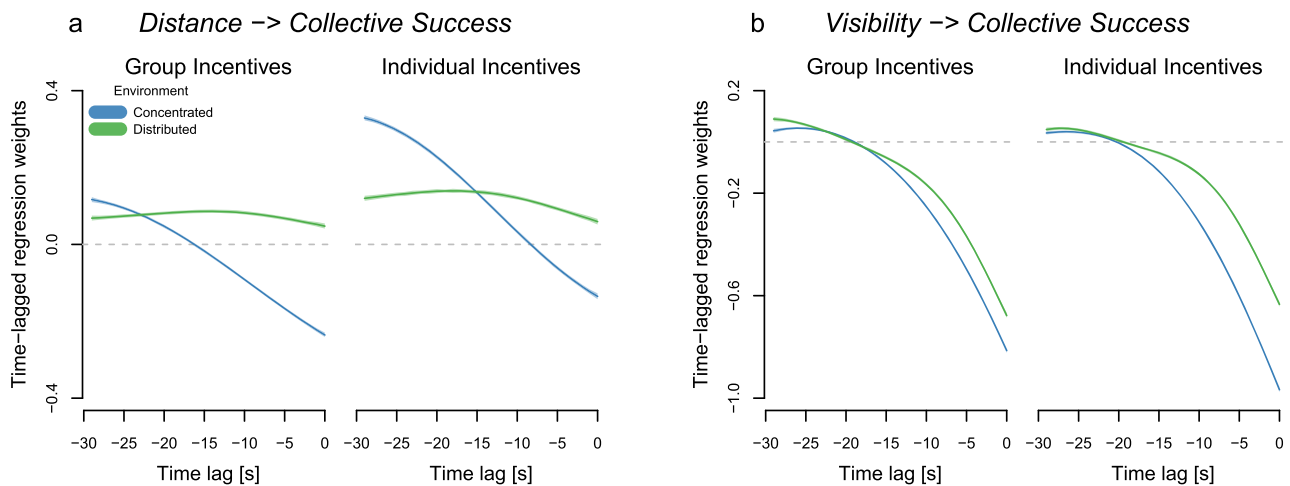 a Distance −> Collective Success
Group Incentives
Individual Incentives
Environment
Concentrated
Distributed
Time−lagged regression weights
0.4
0.0
−0.4
−30 −25 −20 −15 −10 −5 0
−30 −25 −20 −15 −10 −5 0
Time lag [s]
Time lag [s]
b Visibility −> Collective Success
Group Incentives
Individual Incentives
Time−lagged regression weights
0.2
−0.2
−0.6
−1.0
−30 −25 −20 −15 −10 −5 0
−30 −25 −20 −15 −10 −5 0
Time lag [s]
Time lag [s]